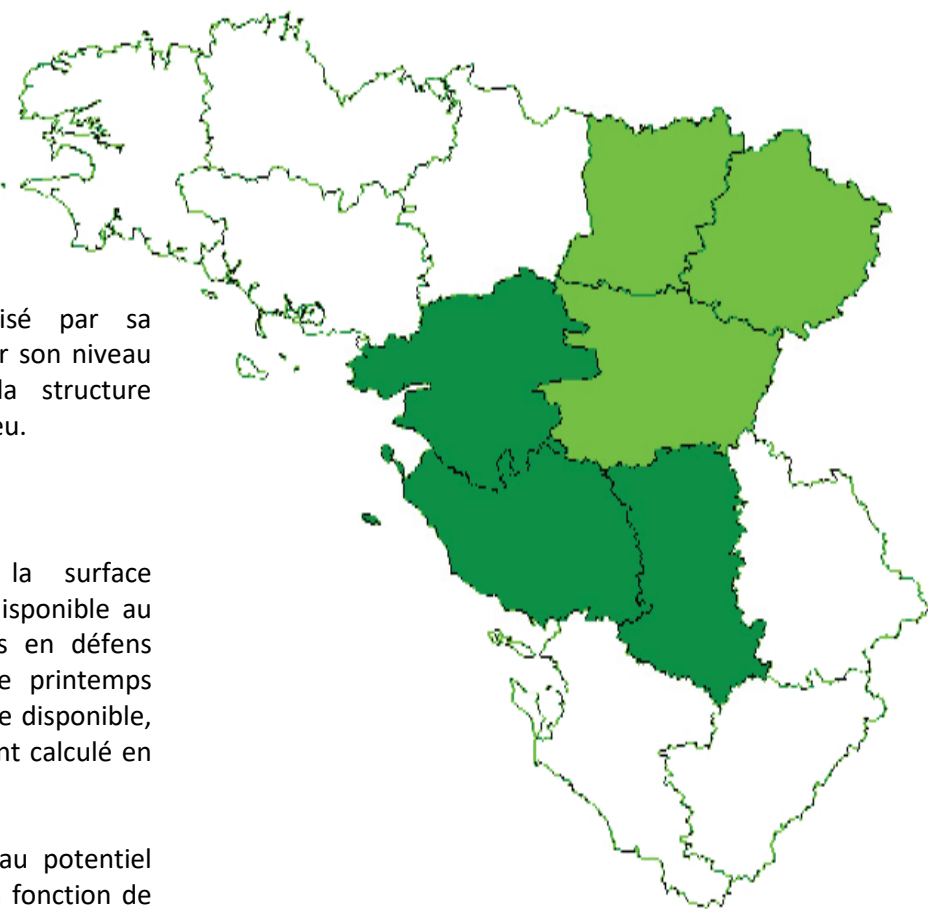 isé par sa
r son niveau
la structure
eu.
la surface
disponible au
s en défens
e printemps
e disponible,
nt calculé en
au potentiel
fonction de